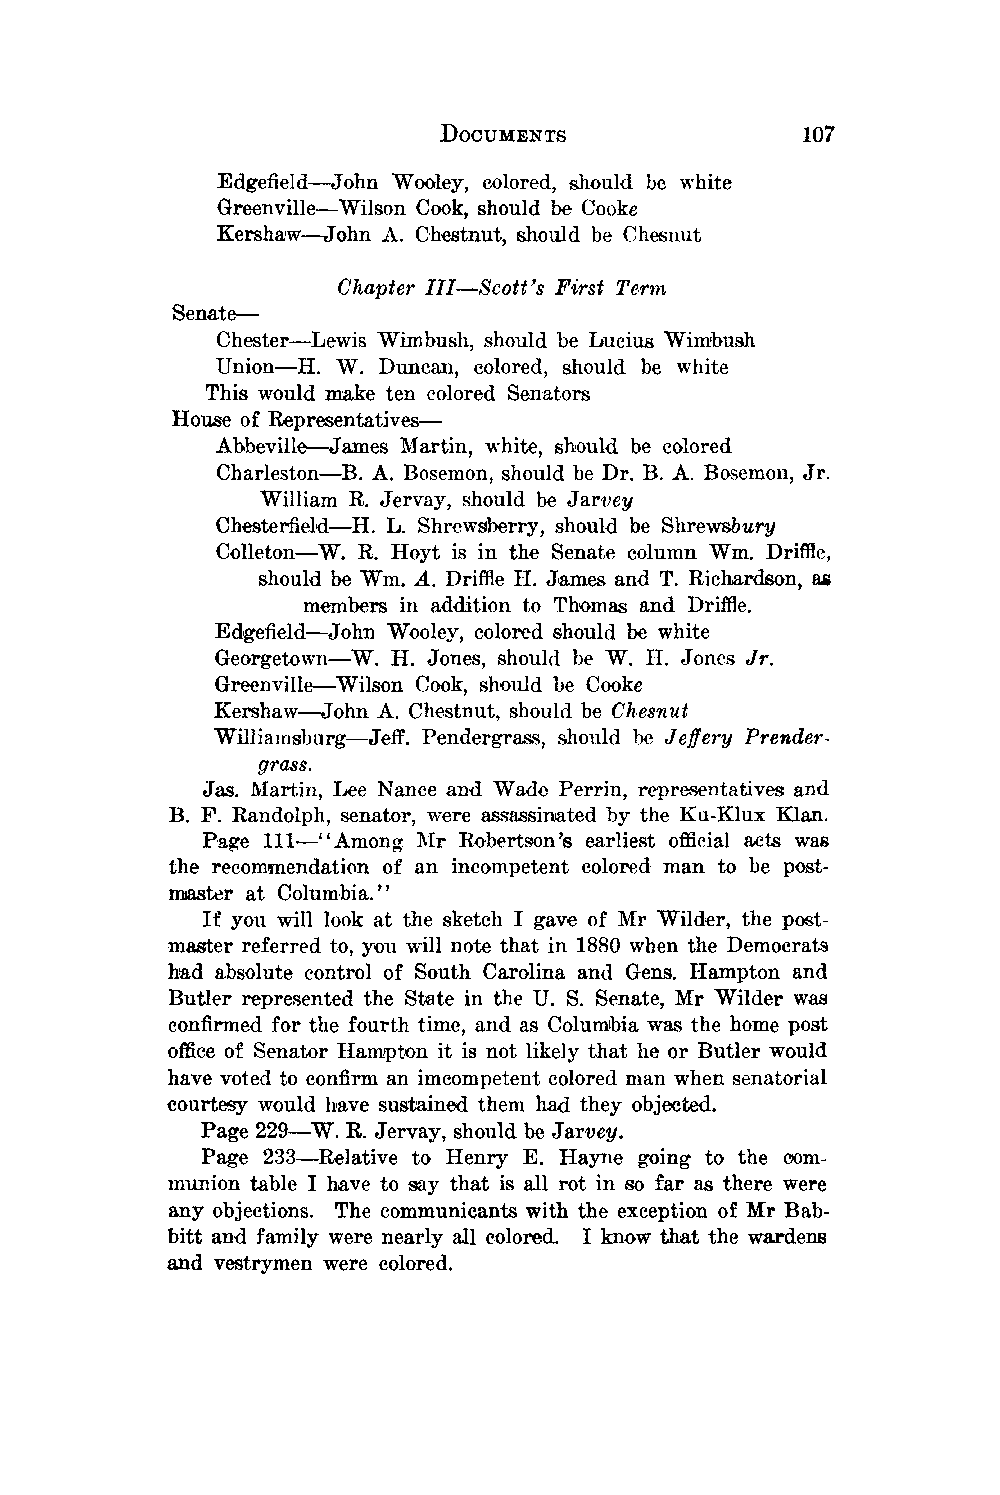 DOCUMENTS 107
Edgefield—John Wooley, colored, should be white
Greenville—Wilson Cook, should be Cooke
Kershaw—John A. Chestnut, should be Chesnut
Chapter III—Scott's First Term
Senate—
Chester—Lewis Wimbush, should be Lucius Wimbush
Union—H. W. Duncan, colored, should be white
This would make ten colored Senators
House of Representatives—
Abbeville—James Martin, white, should be colored
Charleston—B. A. Bosemon, should be Dr. B. A. Bosemon, Jr.
William R. Jervay, should be Jarvey
Chesterfield—H. L. Shrewsberry, should be Shrewsbury
Colleton—W. R. Hoyt is in the Senate column Wm. Driffle,
should be Wm. A. Driffle H. James and T. Richardson, as
members in addition to Thomas and Driffle.
Edgefield—John Wooley, colored should be white
Georgetown—W. H. Jones, should be W. H. Jones Jr.
Greenville—Wilson Cook, should be Cooke
Kershaw—John A. Chestnut, should be Chesnut
Williamsburg—Jeff. Pendergrass, should be Jeffery Prender-
grass.
Jas. Martin, Lee Nance and Wade Perrin, representatives and
B. F. Randolph, senator, were assassinated by the Ku-Klux Klan.
Page 111—"Among Mr Robertson's earliest official acts was
the recommendation of an incompetent colored man to be post-
master at Columbia."
If you will look at the sketch I gave of Mr Wilder, the post-
master referred to, you will note that in 1880 when the Democrats
had absolute control of South Carolina and Gens. Hampton and
Butler represented the State in the U. S. Senate, Mr Wilder was
confirmed for the fourth time, and as Columbia was the home post
office of Senator Hampton it is not likely that he or Butler would
have voted to confirm an imcompetent colored man when senatorial
courtesy would have sustained them had they objected.
Page 229—W. R. Jervay, should be Jarvey.
Page 233—Relative to Henry E. Hayne going to the com-
munion table I have to say that is all rot in so far as there were
any objections. The communicants with the exception of Mr Bab-
bitt and family were nearly all colored. I know that the wardens
and vestrymen were colored.